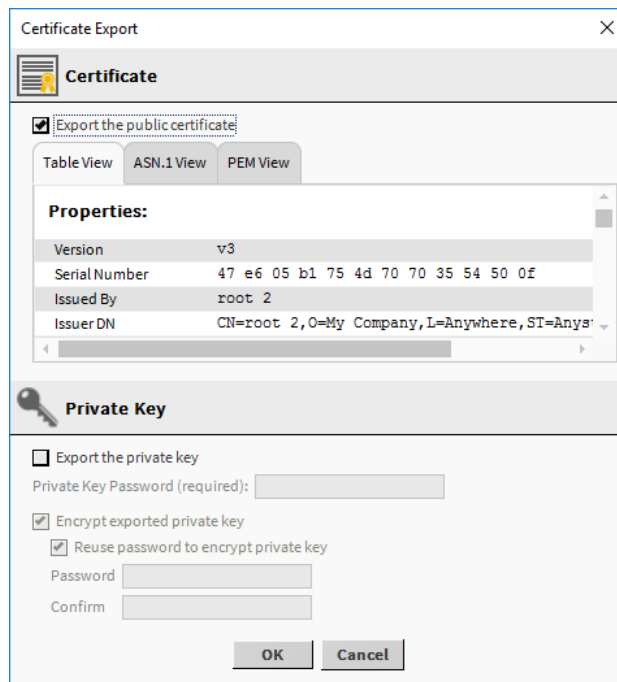 Certificate Export
Certificate
Export the public certificate
Table View ASN.1 View PEM View
Properties:
Version v3
Serial Number 47 e6 05 b1 75 4d 70 70 35 54 50 0f
Issued By root 2
Issuer DN CN=root 2,O=My Company,L=Anywhere,ST=Anyst
Private Key
Export the private key
Private Key Password (required):
Encrypt exported private key
Reuse password to encrypt private key
Password
Confirm
OK Cancel